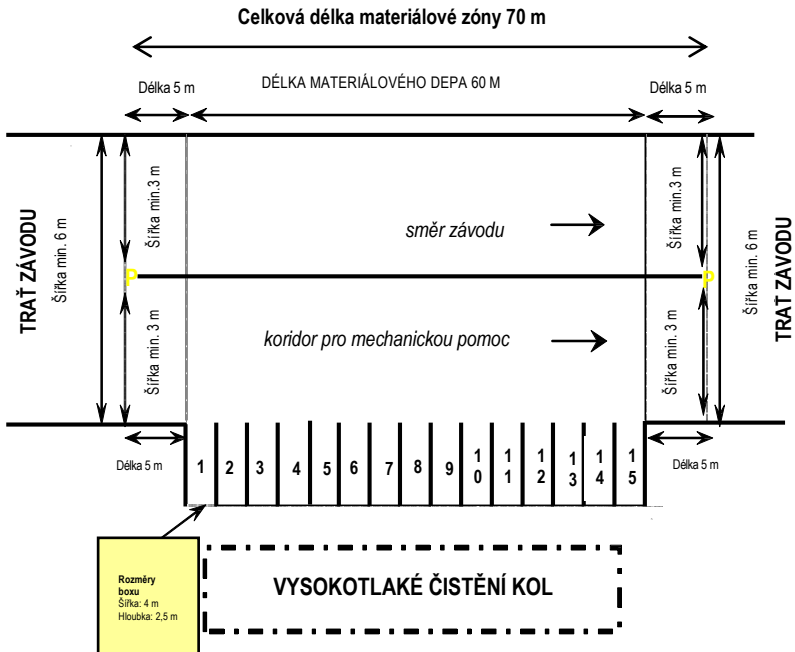 Celková délka materiálové zóny 70 m
Délka 5 m
DÉLKA MATERIÁLOVÉHO DEPA 60 M
Délka 5 m
TRAŤ ZÁVODU
Šířka min. 6 m
Šířka min.3 m
Šířka min. 3 m
P
směr závodu
koridor pro mechanickou pomoc
P
Šířka min.3 m
Šířka min. 3 m
Šířka min. 6 m
TRAŤ ZÁVODU
Délka 5 m
1 2 3 4 5 6 7 8 9 10 11 12 13 14 15
Délka 5 m
Rozměry
boxu
Šířka: 4 m
Hloubka: 2,5 m
VYSOKOTLAKÉ ČISTĚNÍ KOL